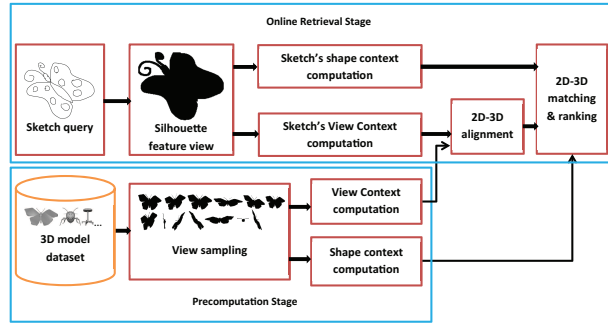 Online Retrieval Stage
Sketch query
Silhouette
feature view
Sketch's shape context
computation
Sketch's View Context
computation
2D-3D
alignment
2D-3D
matching
& ranking
...
3D model
dataset
View sampling
View Context
computation
Shape context
computation
Precomputation Stage